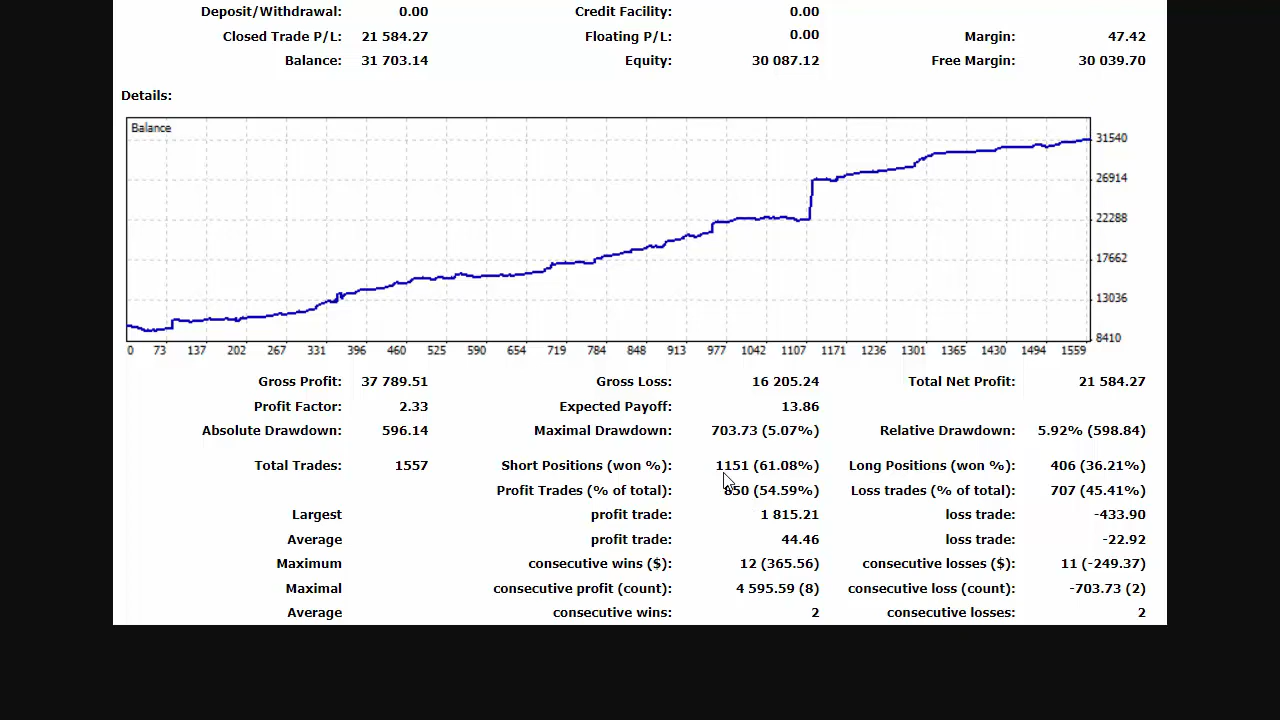 Deposit/Withdrawal: 0.00 Credit Facility: 0.00
Closed Trade P/L: 21 584.27 Floating P/L: 0.00 Margin: 47.42
Balance: 31 703.14 Equity: 30 087.12 Free Margin: 30 039.70
Details:
Balance
31540
26914
22288
17662
13036
8410
0 73 137 202 267 331 396 460 525 590 654 719 784 848 913 977 1042 1107 1171 1236 1301 1365 1430 1494 1559
Gross Profit: 37 789.51 Gross Loss: 16 205.24 Total Net Profit: 21 584.27
Profit Factor: 2.33 Expected Payoff: 13.86
Absolute Drawdown: 596.14 Maximal Drawdown: 703.73 (5.07%) Relative Drawdown: 5.92% (598.84)
Total Trades: 1557 Short Positions (won %): 1151 (61.08%) Long Positions (won %): 406 (36.21%)
Profit Trades (% of total): 850 (54.59%) Loss trades (% of total): 707 (45.41%)
Largest profit trade: 1 815.21 loss trade: -433.90
Average profit trade: 44.46 loss trade: -22.92
Maximum consecutive wins ($): 12 (365.56) consecutive losses ($): 11 (-249.37)
Maximal consecutive profit (count): 4 595.59 (8) consecutive loss (count): -703.73 (2)
Average consecutive wins: 2 consecutive losses: 2